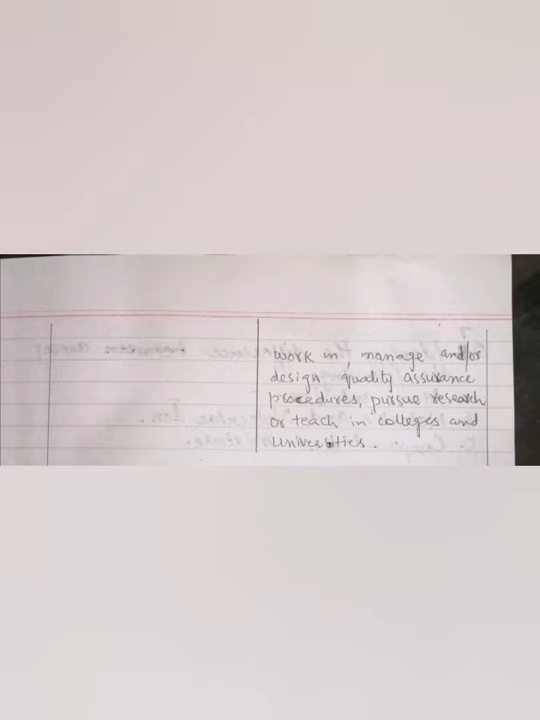 work in, manage and/or
design quality assurance
procedures, pursue research
or teach in colleges and
universities.